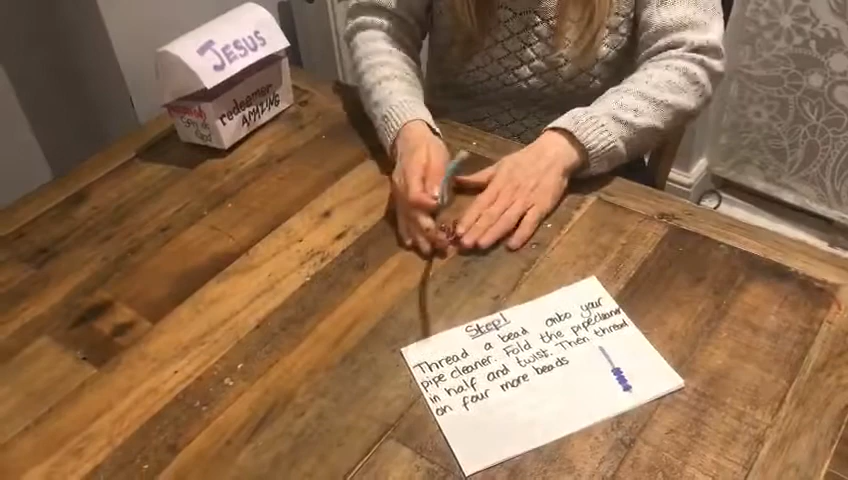 JESUS
redeemer
AMAZING
Step 1
Thread a bead onto your
pipe cleaner. Fold the pipecleaner
in half and twist. Then thread
on four more beads